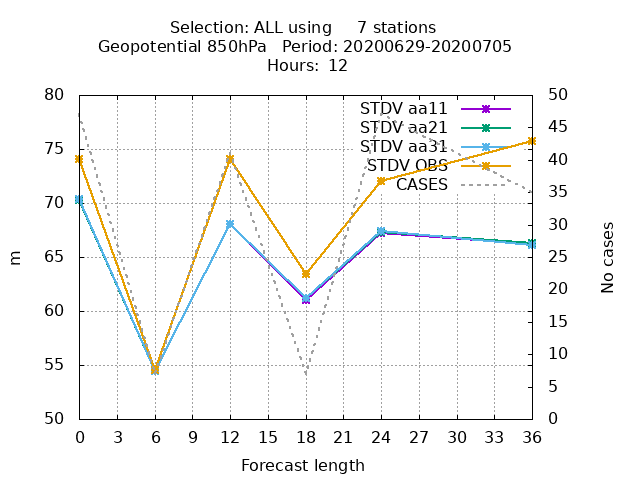 Selection: ALL using     7 stations
Geopotential 850hPa   Period: 20200629-20200705
Hours:  12
80
75
70
65
60
55
50
m
STDV aa11
STDV aa21
STDV aa31
STDV OBS
CASES
50
45
40
35
30
25
20
15
10
5
0
No cases
0 3 6 9 12 15 18 21 24 27 30 33 36
Forecast length